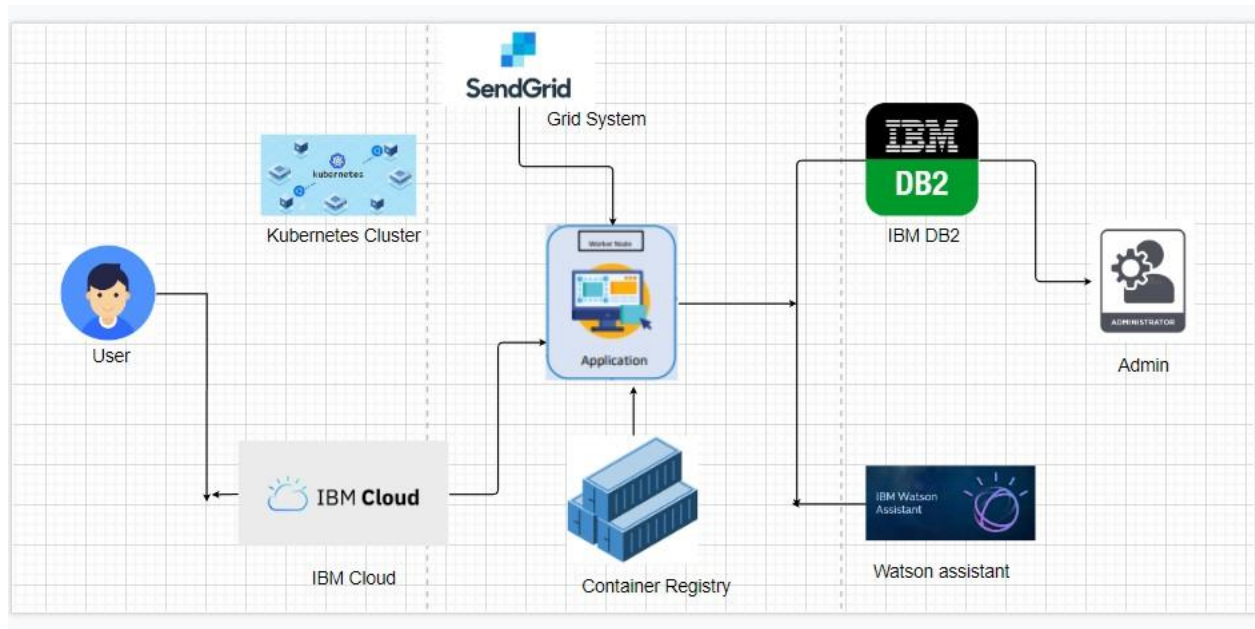 SendGrid
Grid System
kubernetes
Kubernetes Cluster
IBM
DB2
IBM DB2
Worker Node
Application
User
ADMINISTRATOR
Admin
IBM Cloud
IBM Cloud
Container Registry
IBM Watson
Assistant
Watson assistant